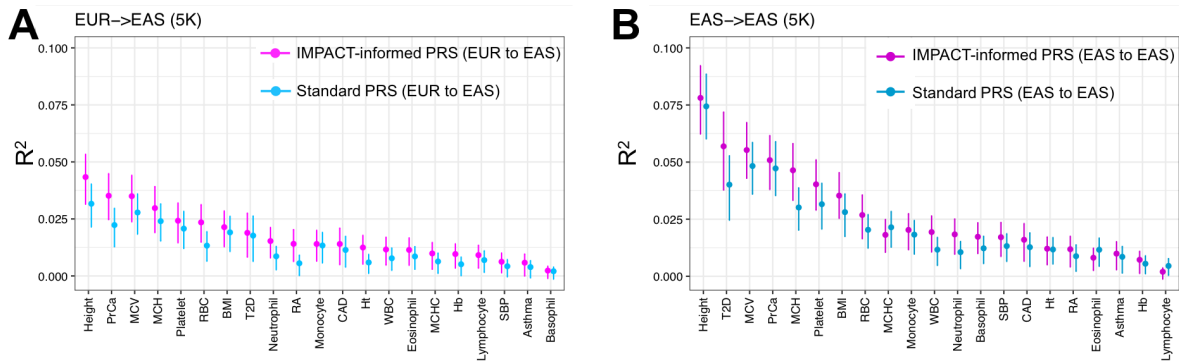 A
EUR->EAS (5K)
0.100
0.075
0.050
0.025
0.000
R²
IMPACT-informed PRS (EUR to EAS)
Standard PRS (EUR to EAS)
Height
PrCa
MCV
MCH
Platelet
RBC
BMI
T2D
Neutrophil
RA
Monocyte
CAD
Ht
WBC
Eosinophil
MCHC
Hb
Lymphocyte
SBP
Asthma
Basophil
B
EAS->EAS (5K)
0.100
0.075
0.050
0.025
0.000
R²
IMPACT-informed PRS (EAS to EAS)
Standard PRS (EAS to EAS)
Height
T2D
MCV
PrCa
MCH
Platelet
BMI
RBC
MCHC
Monocyte
WBC
Neutrophil
Basophil
SBP
CAD
Ht
RA
Eosinophil
Asthma
Hb
Lymphocyte